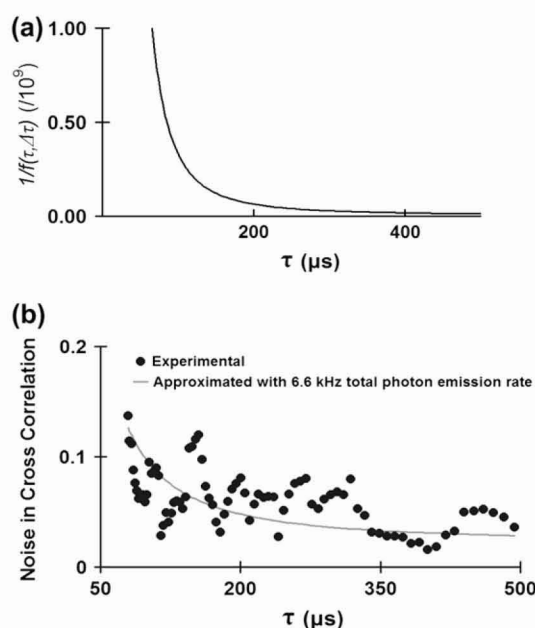 (a)
1/f(τ,Δτ) (/10⁹)
1.00
0.50
0.00
200
400
τ (μs)
(b)
Noise in Cross Correlation
0.2
0.1
0
Experimental
Approximated with 6.6 kHz total photon emission rate
50
200
350
500
τ (μs)